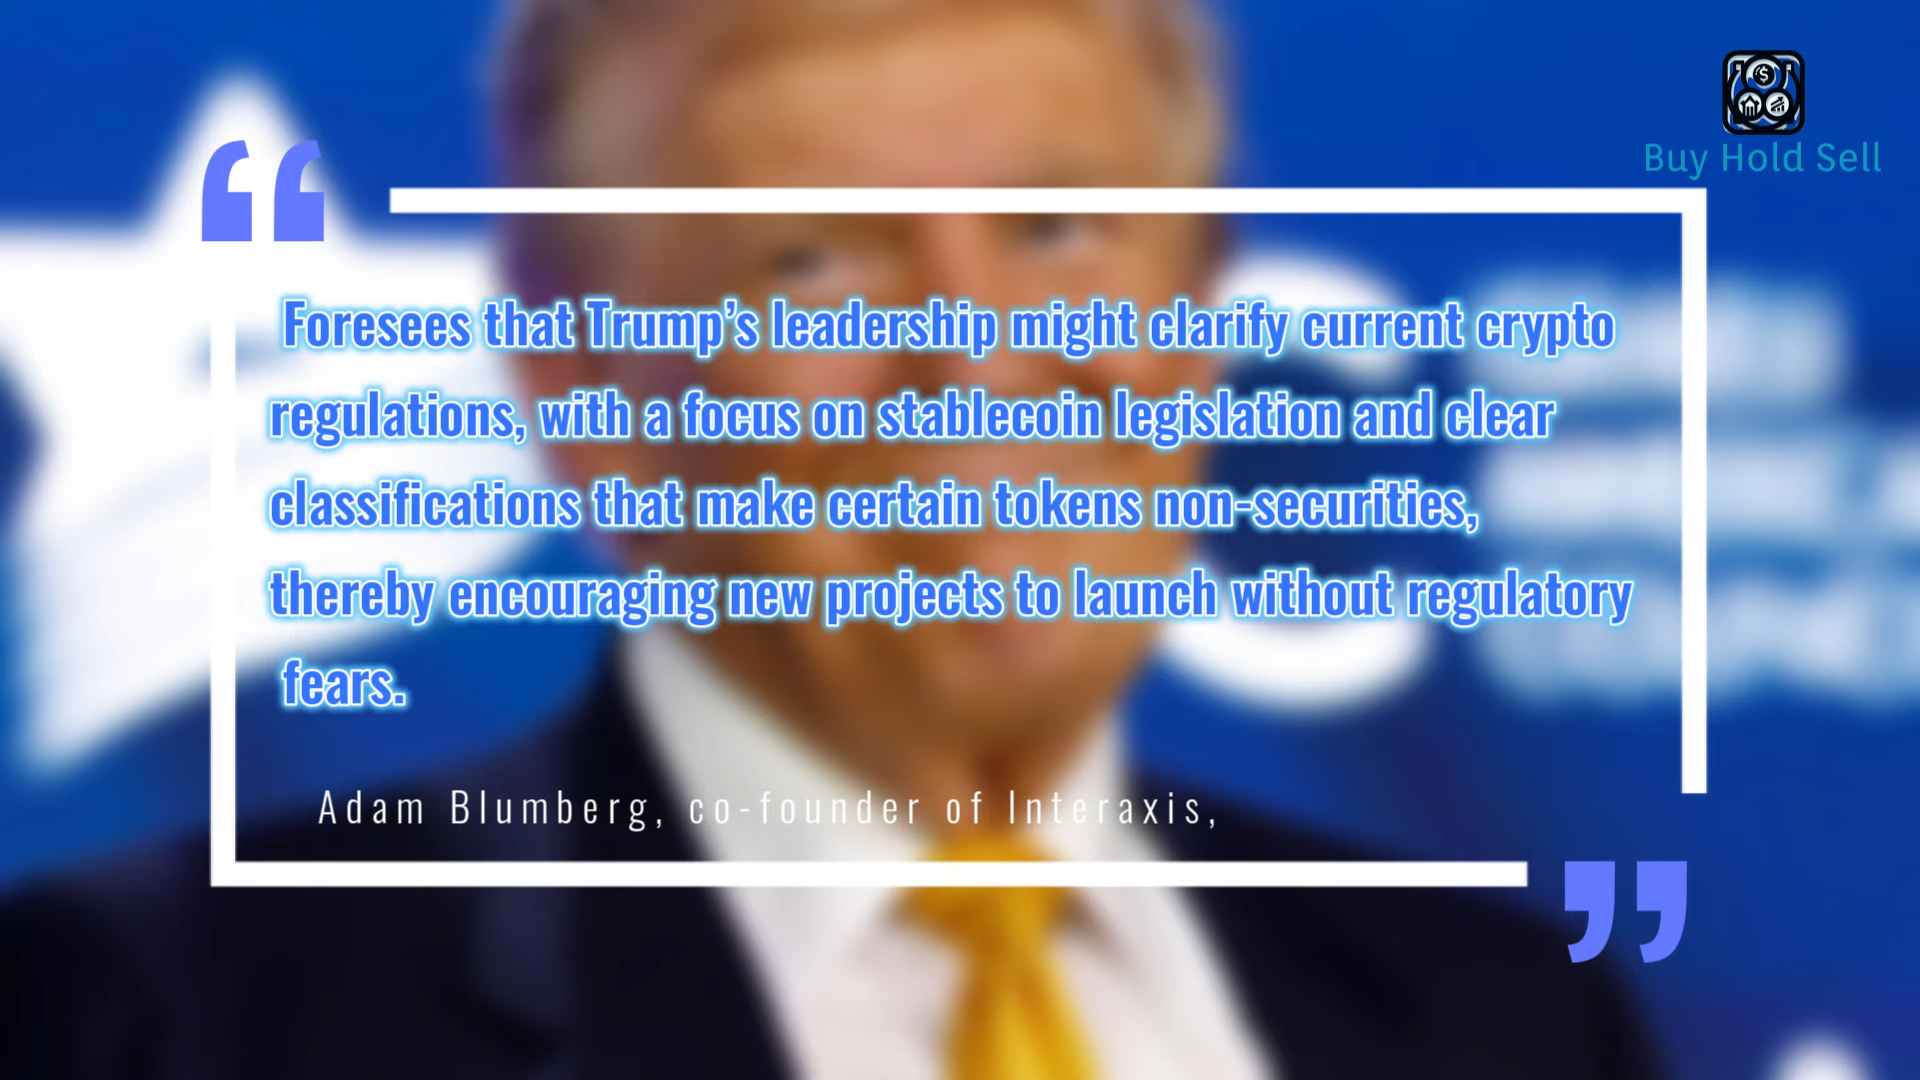 Buy Hold Sell
“
Foresees that Trump’s leadership might clarify current crypto
regulations, with a focus on stablecoin legislation and clear
classifications that make certain tokens non-securities,
thereby encouraging new projects to launch without regulatory
fears.
Adam Blumberg, co-founder of Interaxis,
”